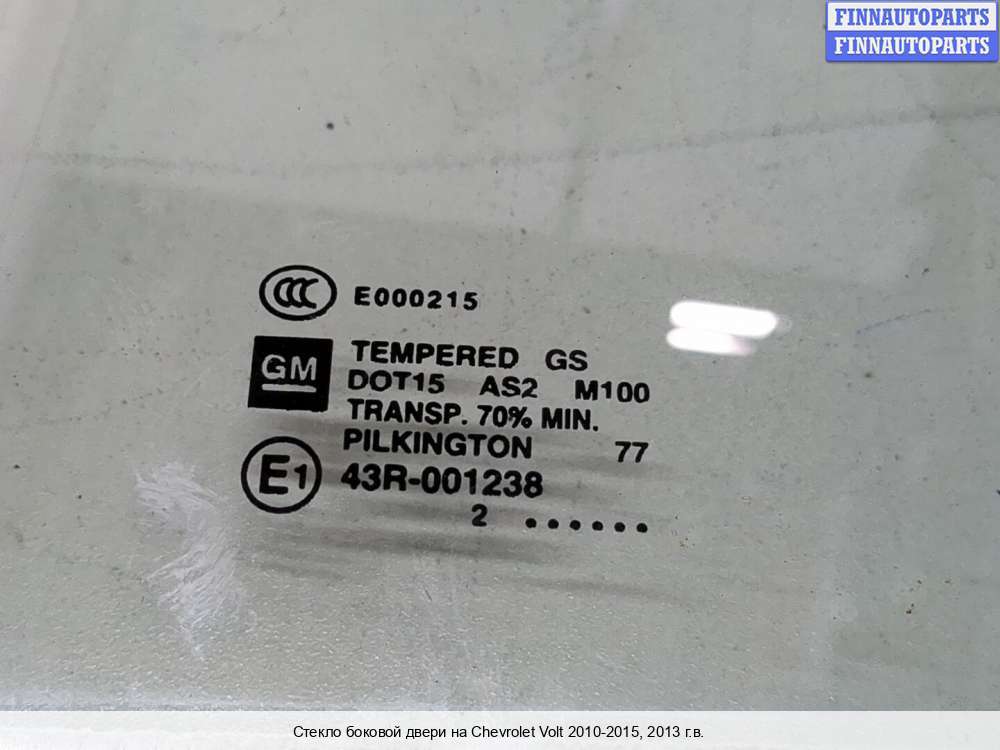 FINNAUTOPARTS
FINNAUTOPARTS
CCC E000215
GM
TEMPERED GS
DOT15 AS2 M100
TRANSP. 70% MIN.
PILKINGTON 77
E1 43R-001238
2 ......
Стекло боковой двери на Chevrolet Volt 2010-2015, 2013 г.в.